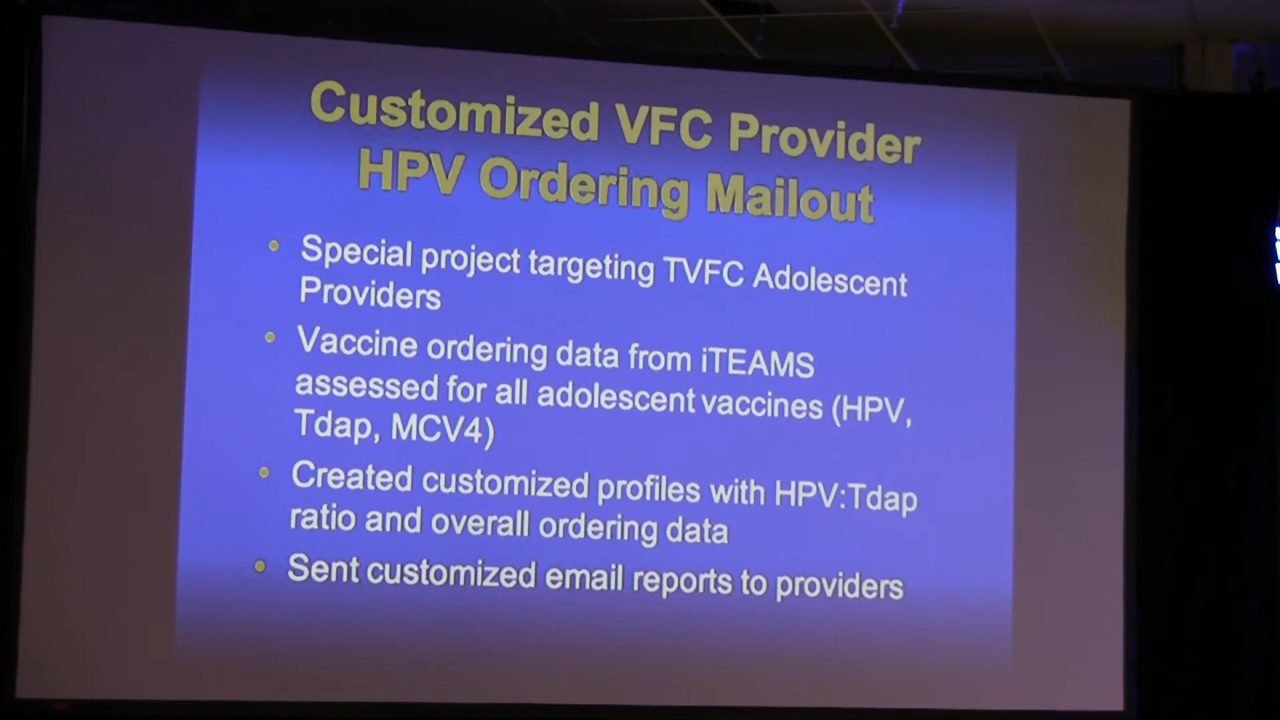 Customized VFC Provider
HPV Ordering Mailout
• Special project targeting TVFC Adolescent
Providers
• Vaccine ordering data from iTEAMS
assessed for all adolescent vaccines (HPV,
Tdap, MCV4)
• Created customized profiles with HPV:Tdap
ratio and overall ordering data
• Sent customized email reports to providers